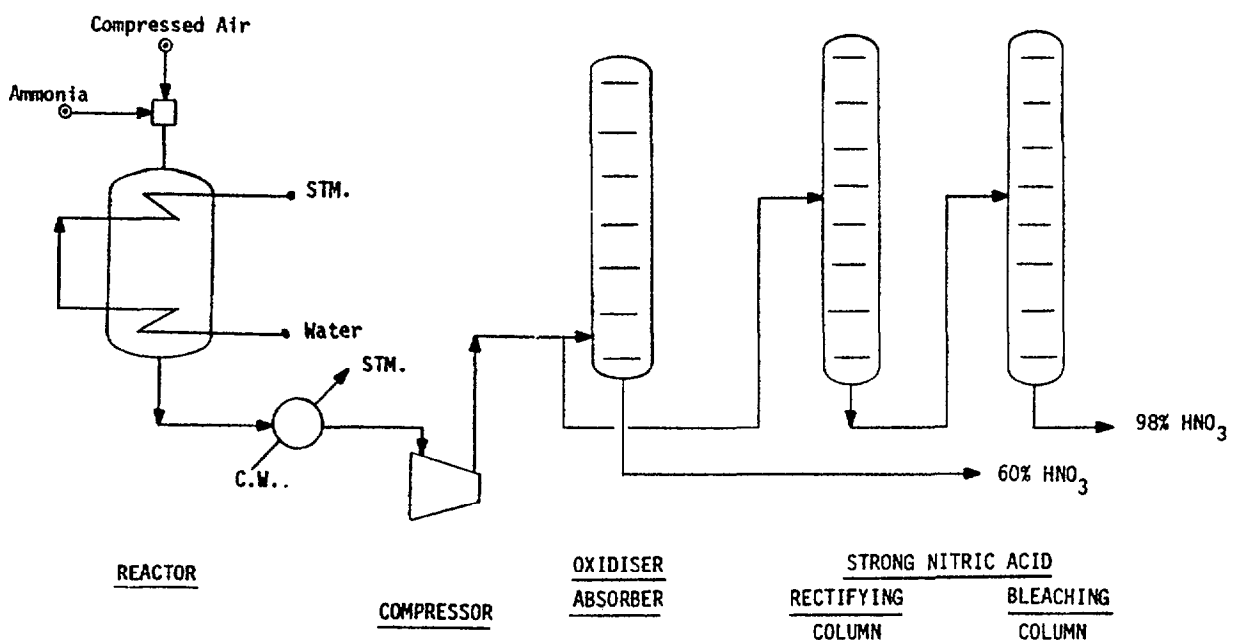 Compressed Air
Ammonia
STM.
Water
STM.
C.W..
98% HNO3
60% HNO3
REACTOR
COMPRESSOR
OXIDISER
ABSORBER
STRONG NITRIC ACID
RECTIFYING
COLUMN
BLEACHING
COLUMN